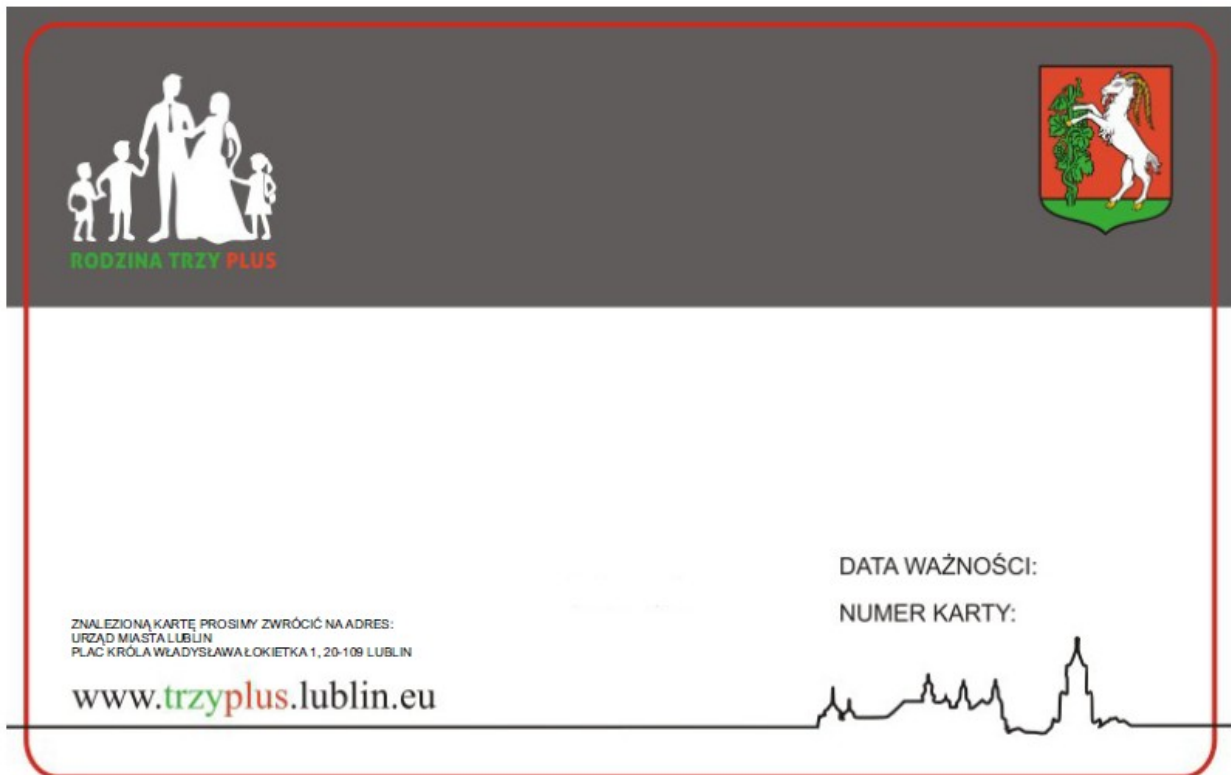 RODZINA TRZY PLUS
DATA WAŻNOŚCI:
NUMER KARTY:
ZNALEZIONĄ KARTĘ PROSIMY ZWRÓCIĆ NA ADRES:
URZĄD MIASTA LUBLIN
PLAC KRÓLA WŁADYSŁAWA ŁOKIETKA 1, 20-109 LUBLIN
www.trzyplus.lublin.eu